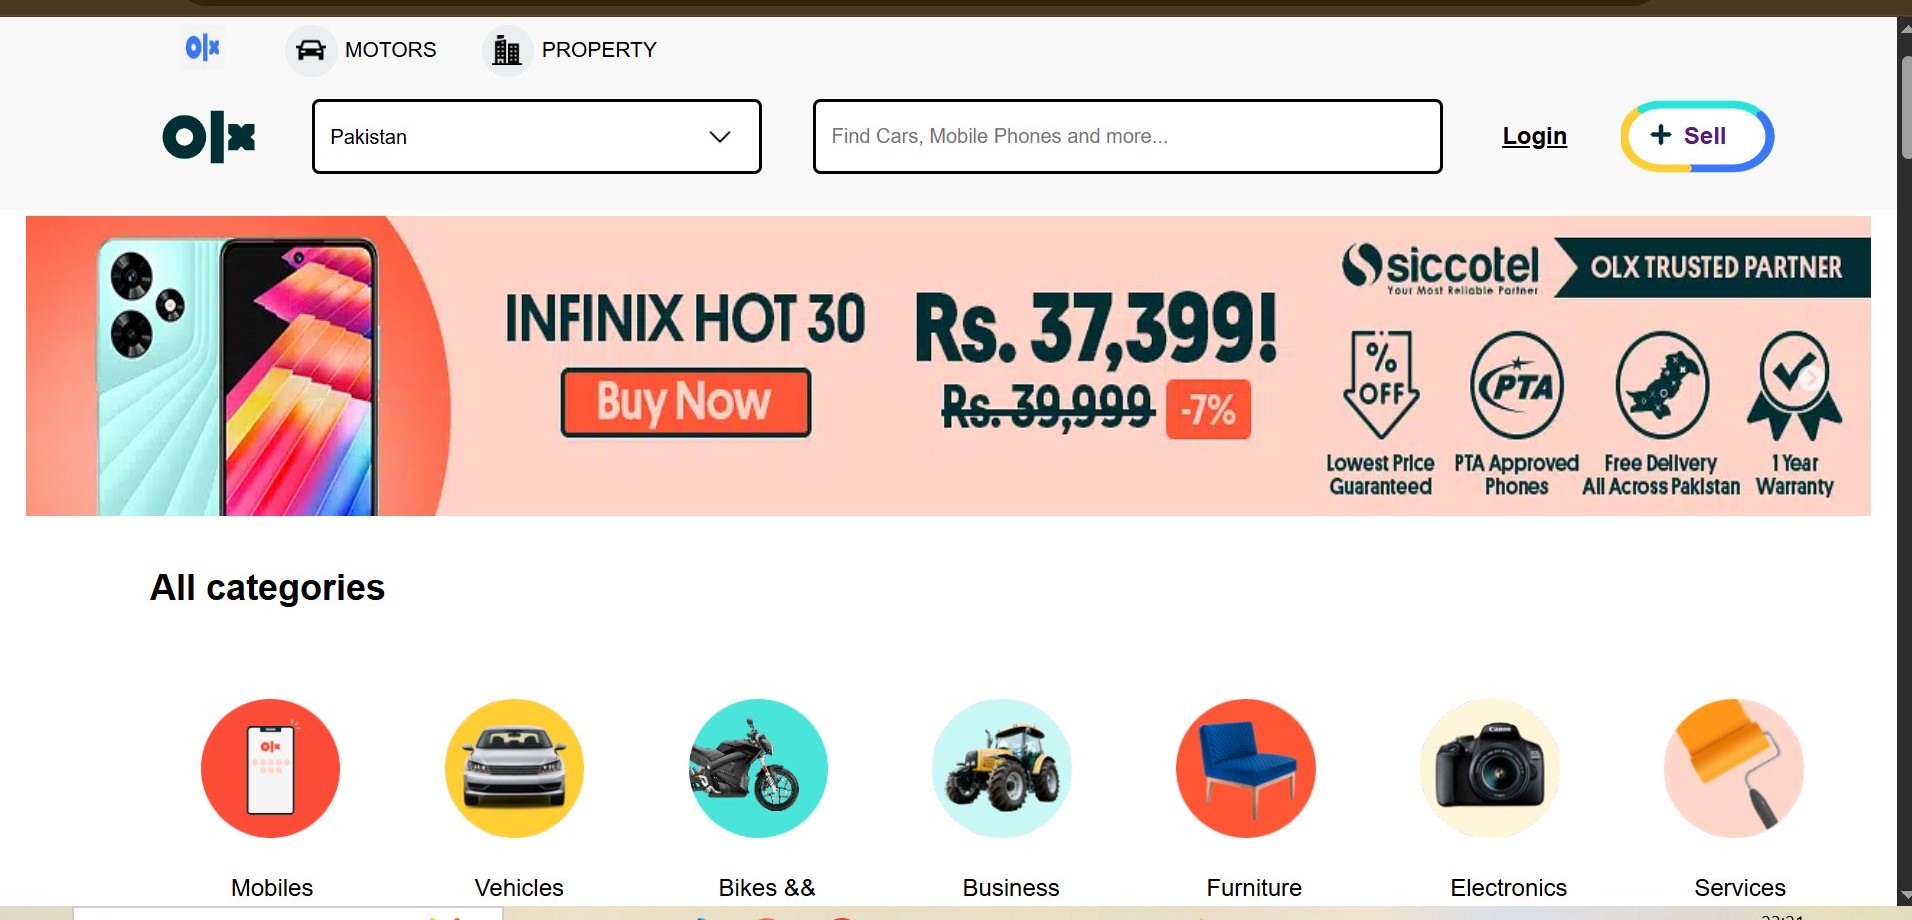 olx MOTORS PROPERTY
olx Pakistan Find Cars, Mobile Phones and more... Login + Sell
siccotel OLX TRUSTED PARTNER
Your Most Reliable Partner
INFINIX HOT 30 Rs. 37,399!
Buy Now Rs. 39,999 -7%
% OFF PTA
Lowest Price Guaranteed
PTA Approved Phones
Free Delivery All Across Pakistan
1 Year Warranty
All categories
olx
Canon
Mobiles Vehicles Bikes && Business Furniture Electronics Services